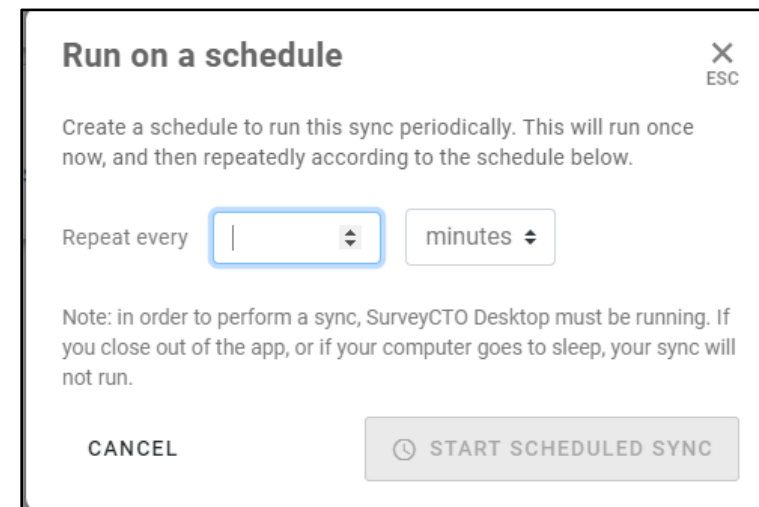 Run on a schedule
ESC
Create a schedule to run this sync periodically. This will run once
now, and then repeatedly according to the schedule below.
Repeat every
minutes
Note: in order to perform a sync, SurveyCTO Desktop must be running. If
you close out of the app, or if your computer goes to sleep, your sync will
not run.
CANCEL
START SCHEDULED SYNC